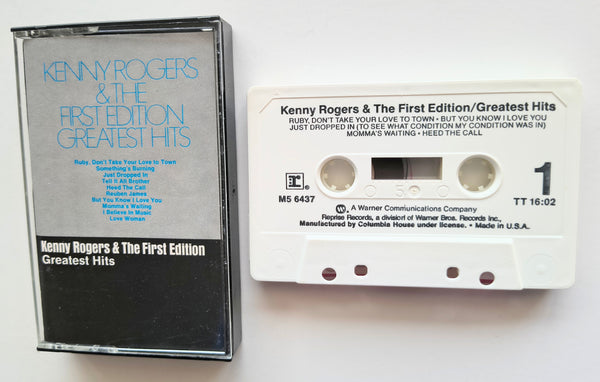 KENNY ROGERS
& THE
FIRST EDITION
GREATEST HITS
Ruby, Don't Take Your Love to Town
Something's Burning
Just Dropped In
Tell It All Brother
Heed The Call
Reuben James
But You Know I Love You
Momma's Waiting
I Believe In Music
Love Woman
Kenny Rogers & The First Edition
Greatest Hits
Kenny Rogers & The First Edition/Greatest Hits
RUBY, DON'T TAKE YOUR LOVE TO TOWN • BUT YOU KNOW I LOVE YOU
JUST DROPPED IN (TO SEE WHAT CONDITION MY CONDITION WAS IN)
MOMMA'S WAITING • HEED THE CALL
r
M5 6437
1
TT 16:02
W A Warner Communications Company
Reprise Records, a division of Warner Bros. Records Inc.,
Manufactured by Columbia House under license. • Made in U.S.A.